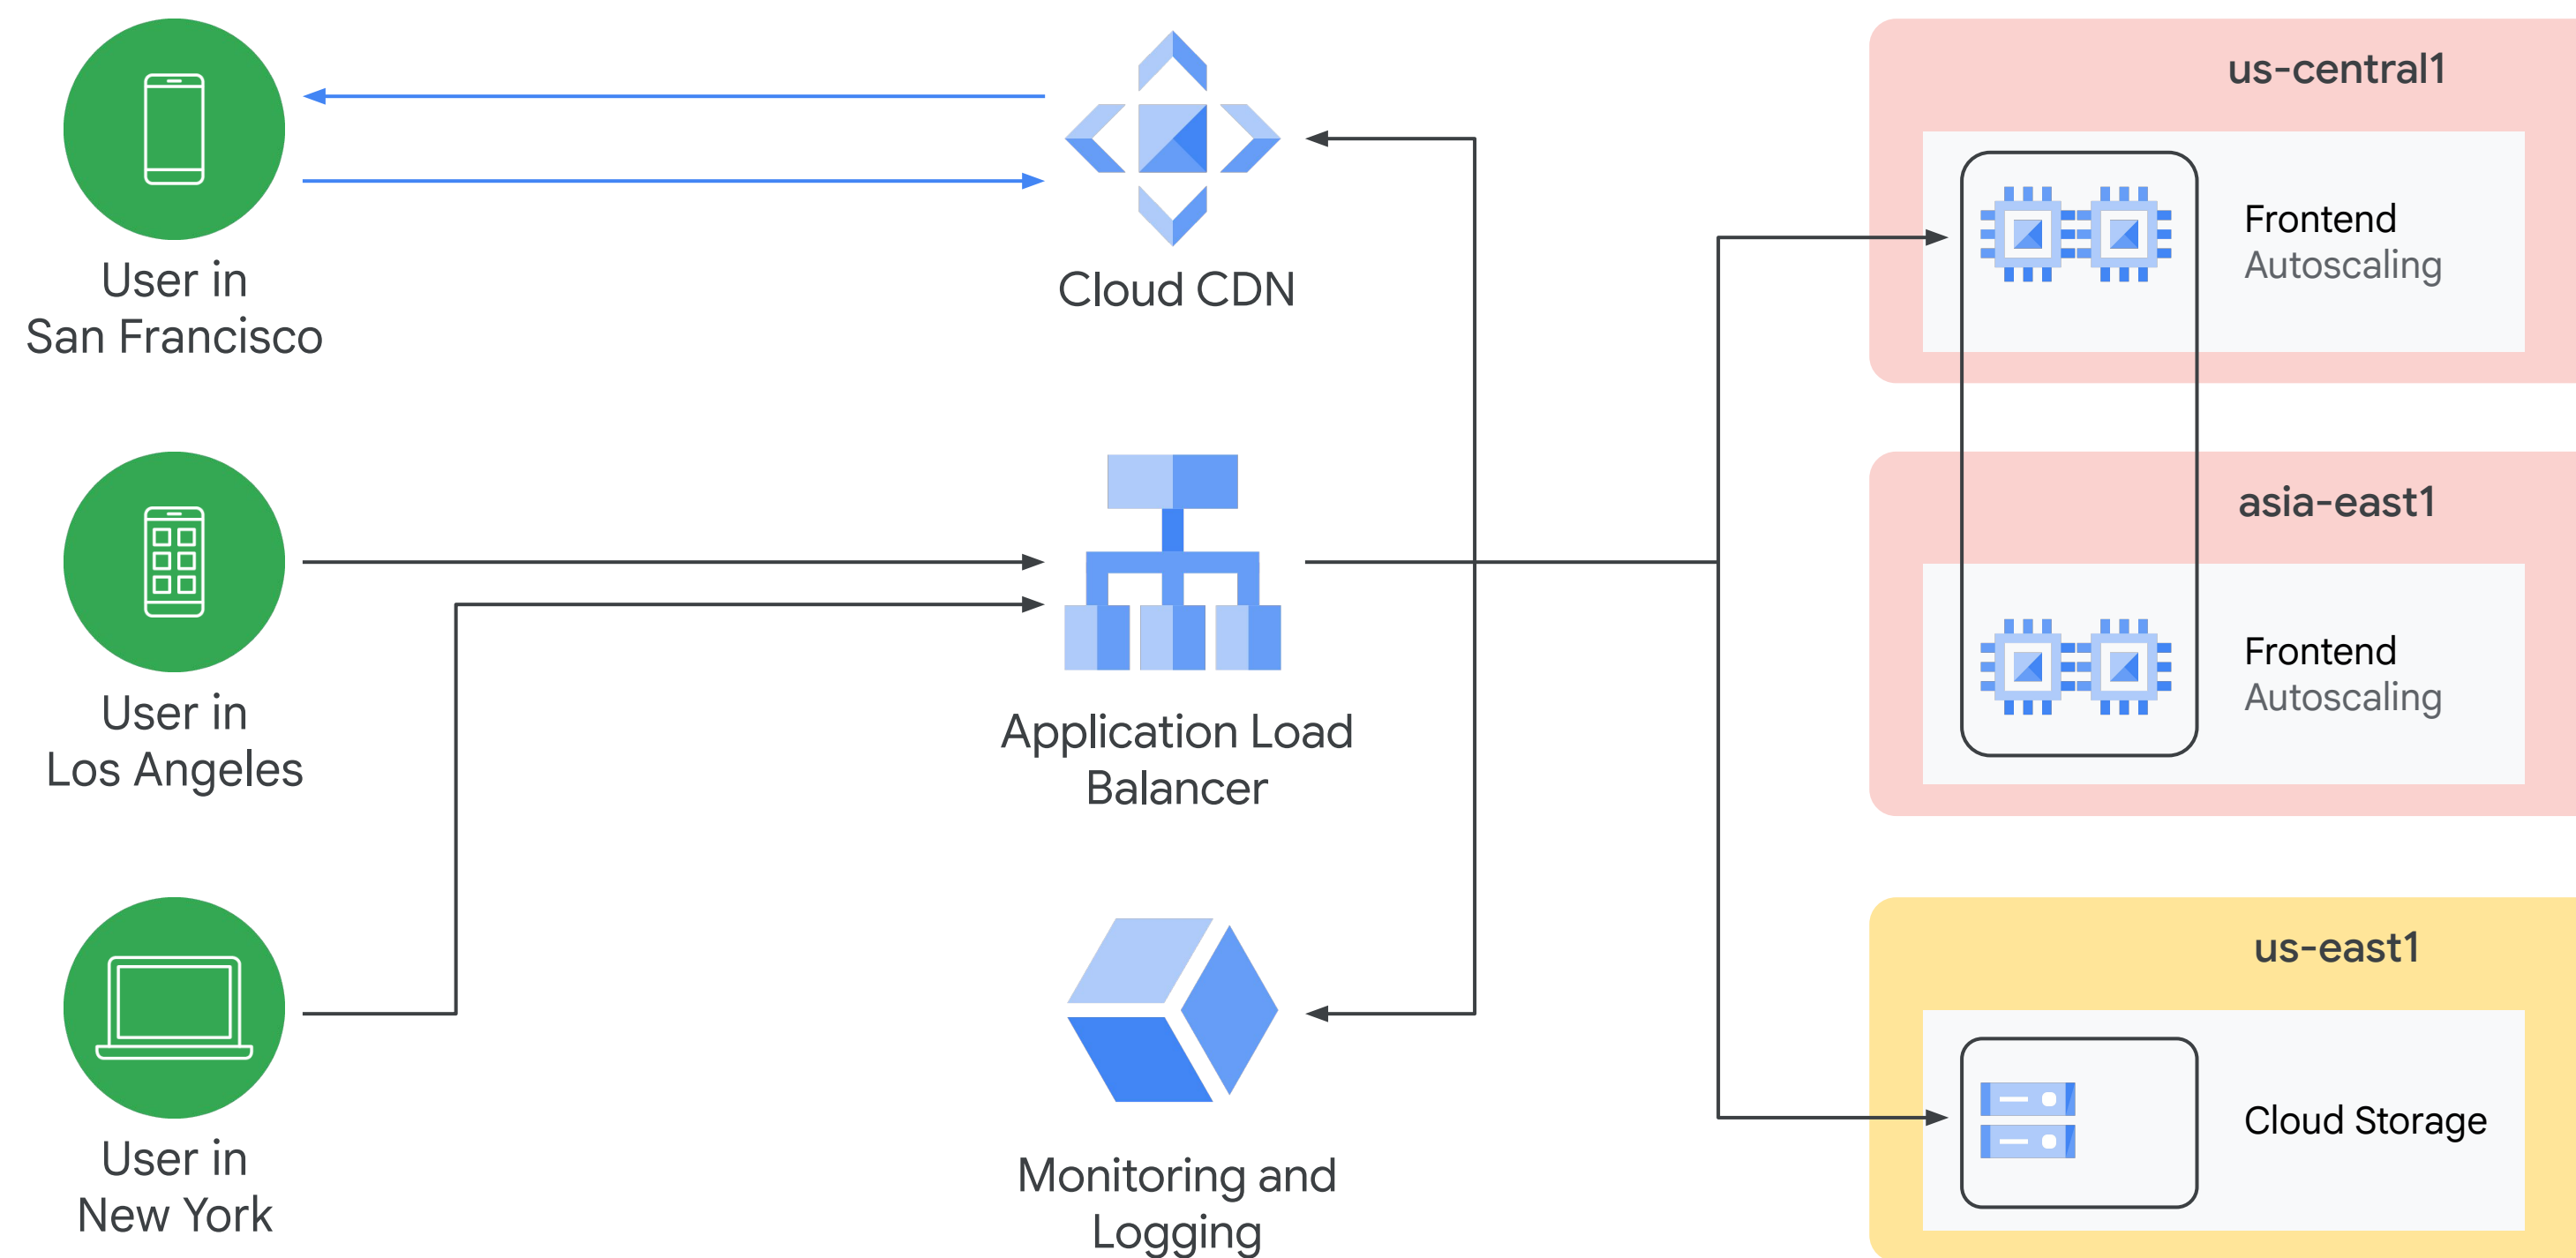 User in
San Francisco
Cloud CDN
us-central1
Frontend
Autoscaling
User in
Los Angeles
Application Load
Balancer
asia-east1
Frontend
Autoscaling
User in
New York
Monitoring and
Logging
us-east1
Cloud Storage